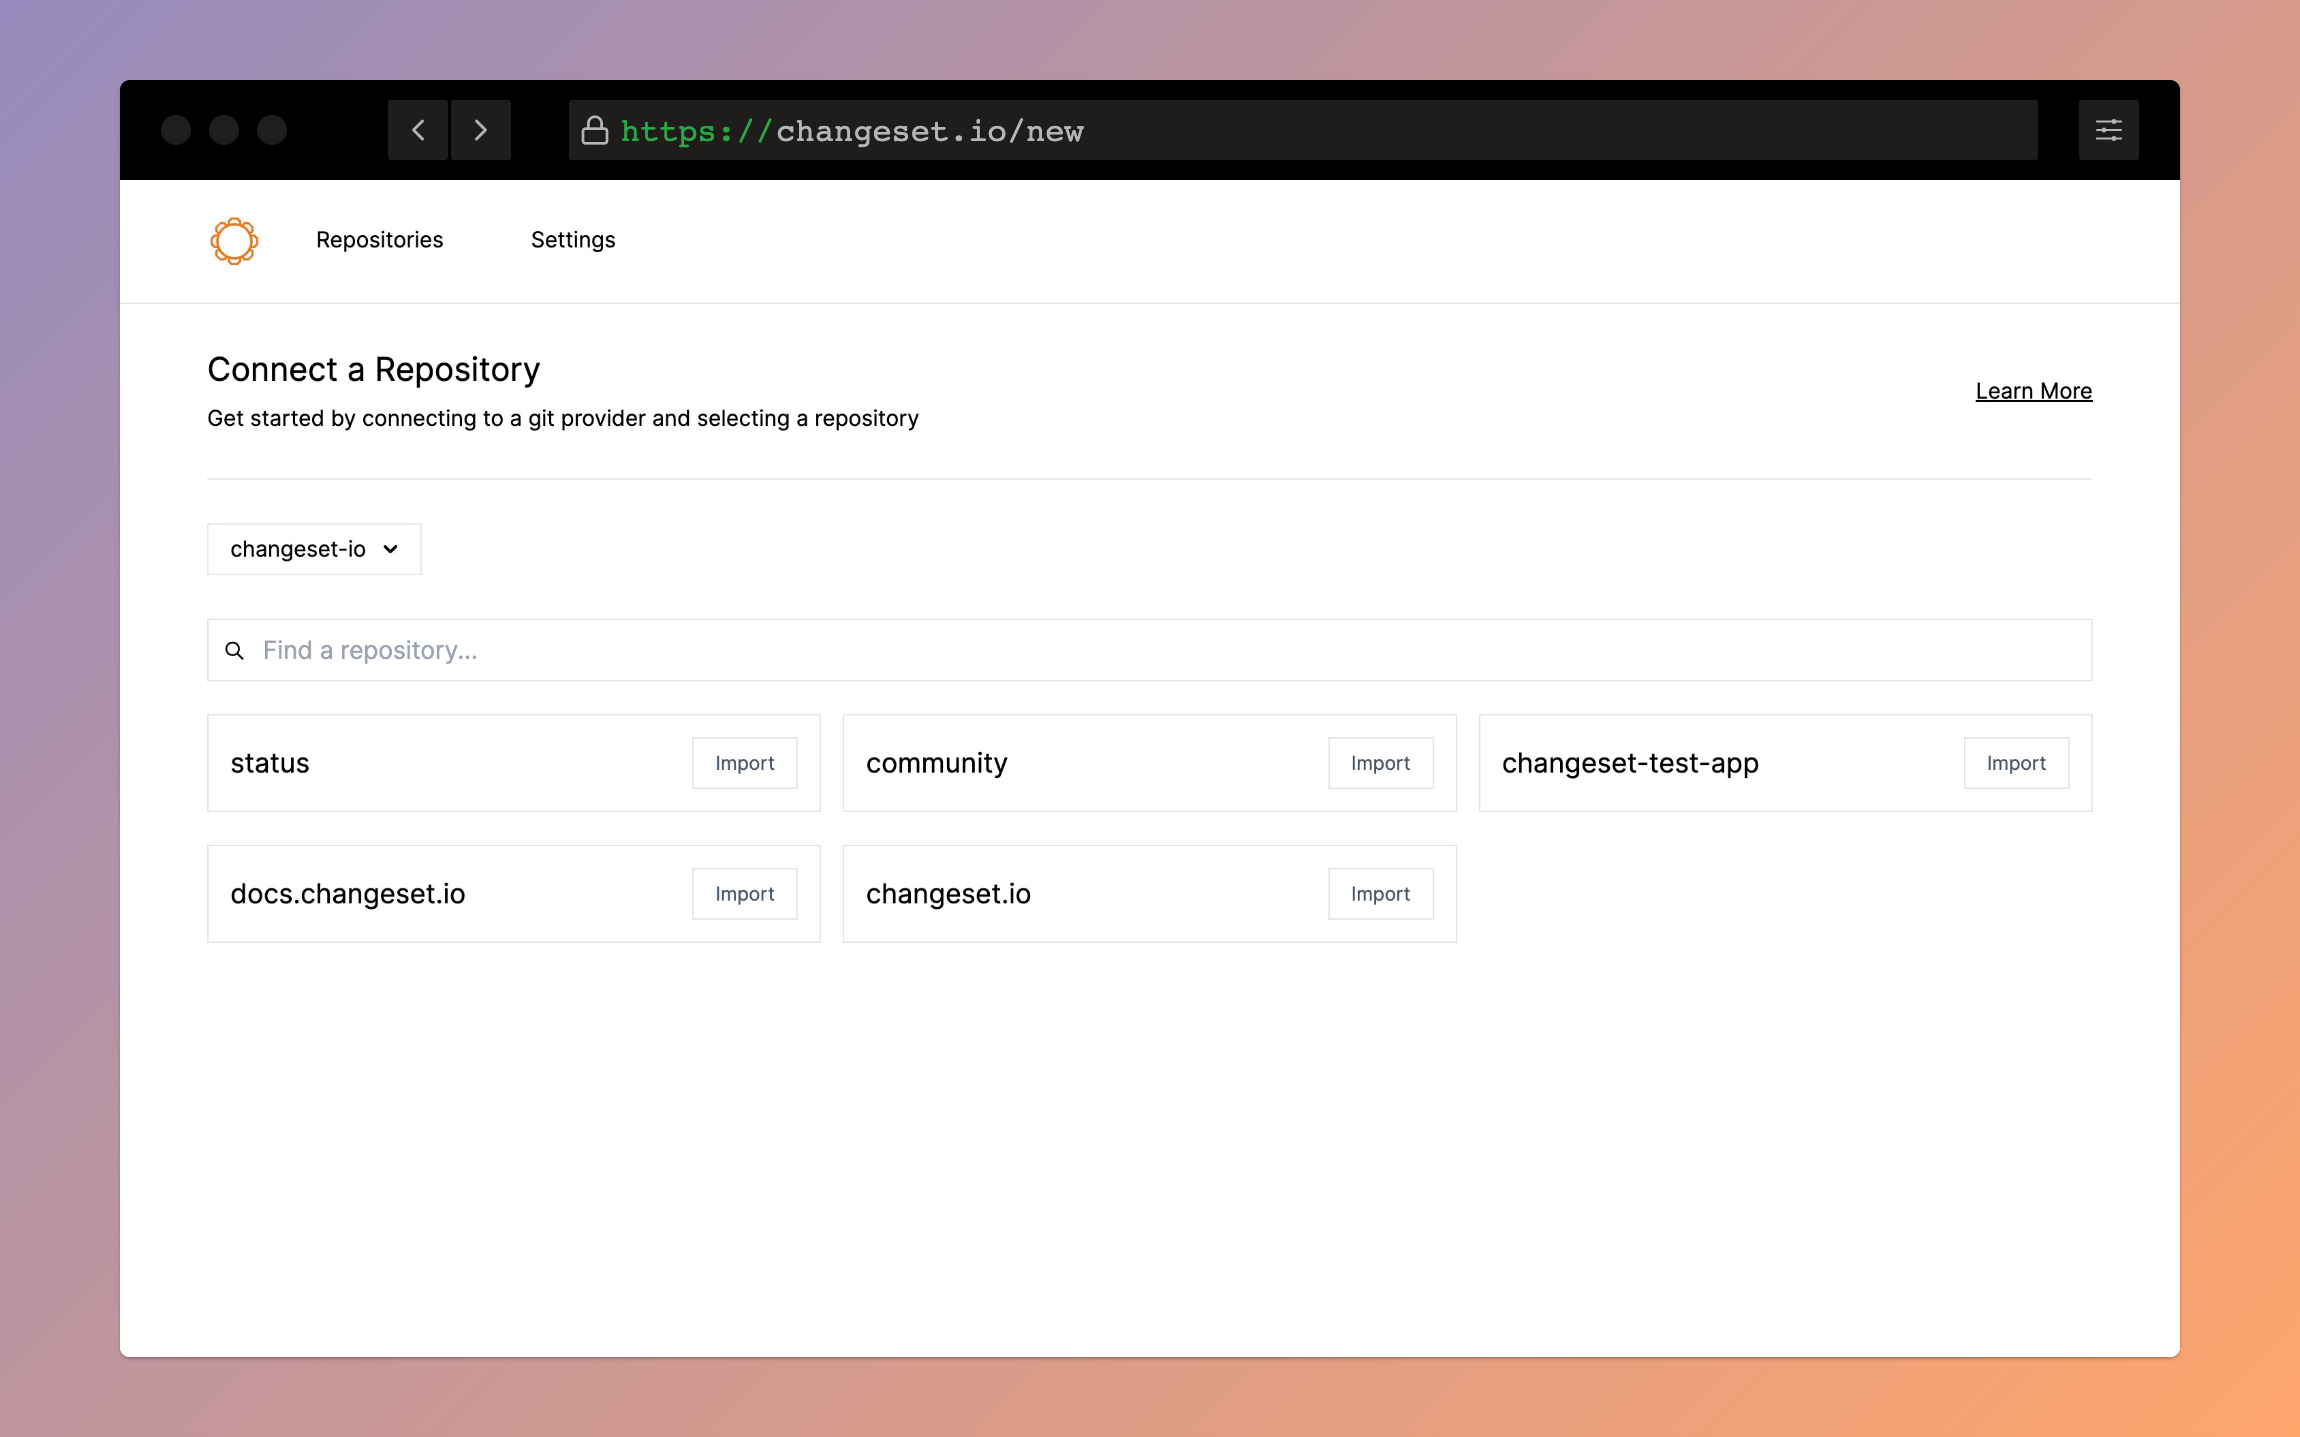 https://changeset.io/new
Repositories Settings
Connect a Repository
Get started by connecting to a git provider and selecting a repository
Learn More
changeset-io
Find a repository...
status Import
community Import
changeset-test-app Import
docs.changeset.io Import
changeset.io Import